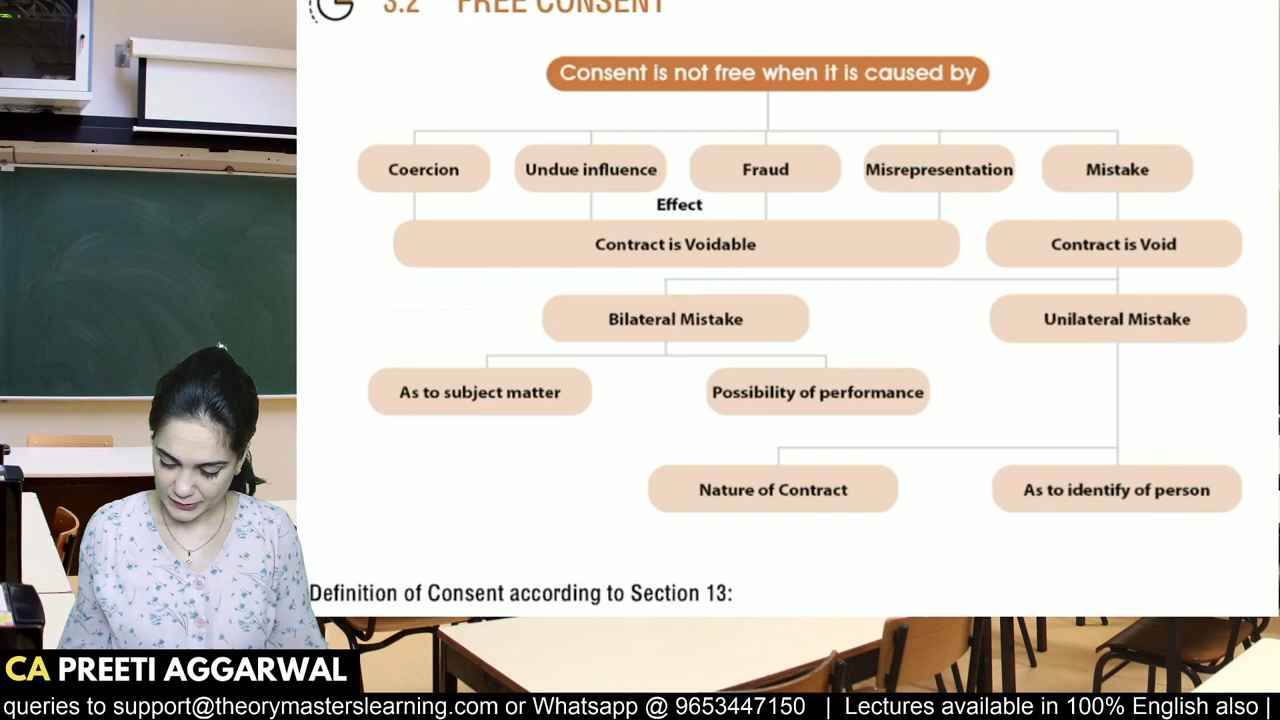 3.2 FREE CONSENT
Consent is not free when it is caused by
Coercion
Undue influence
Fraud
Misrepresentation
Mistake
Effect
Contract is Voidable
Contract is Void
Bilateral Mistake
Unilateral Mistake
As to subject matter
Possibility of performance
Nature of Contract
As to identify of person
Definition of Consent according to Section 13:
CA PREETI AGGARWAL
queries to support@theorymasterslearning.com or Whatsapp @ 9653447150 | Lectures available in 100% English also |